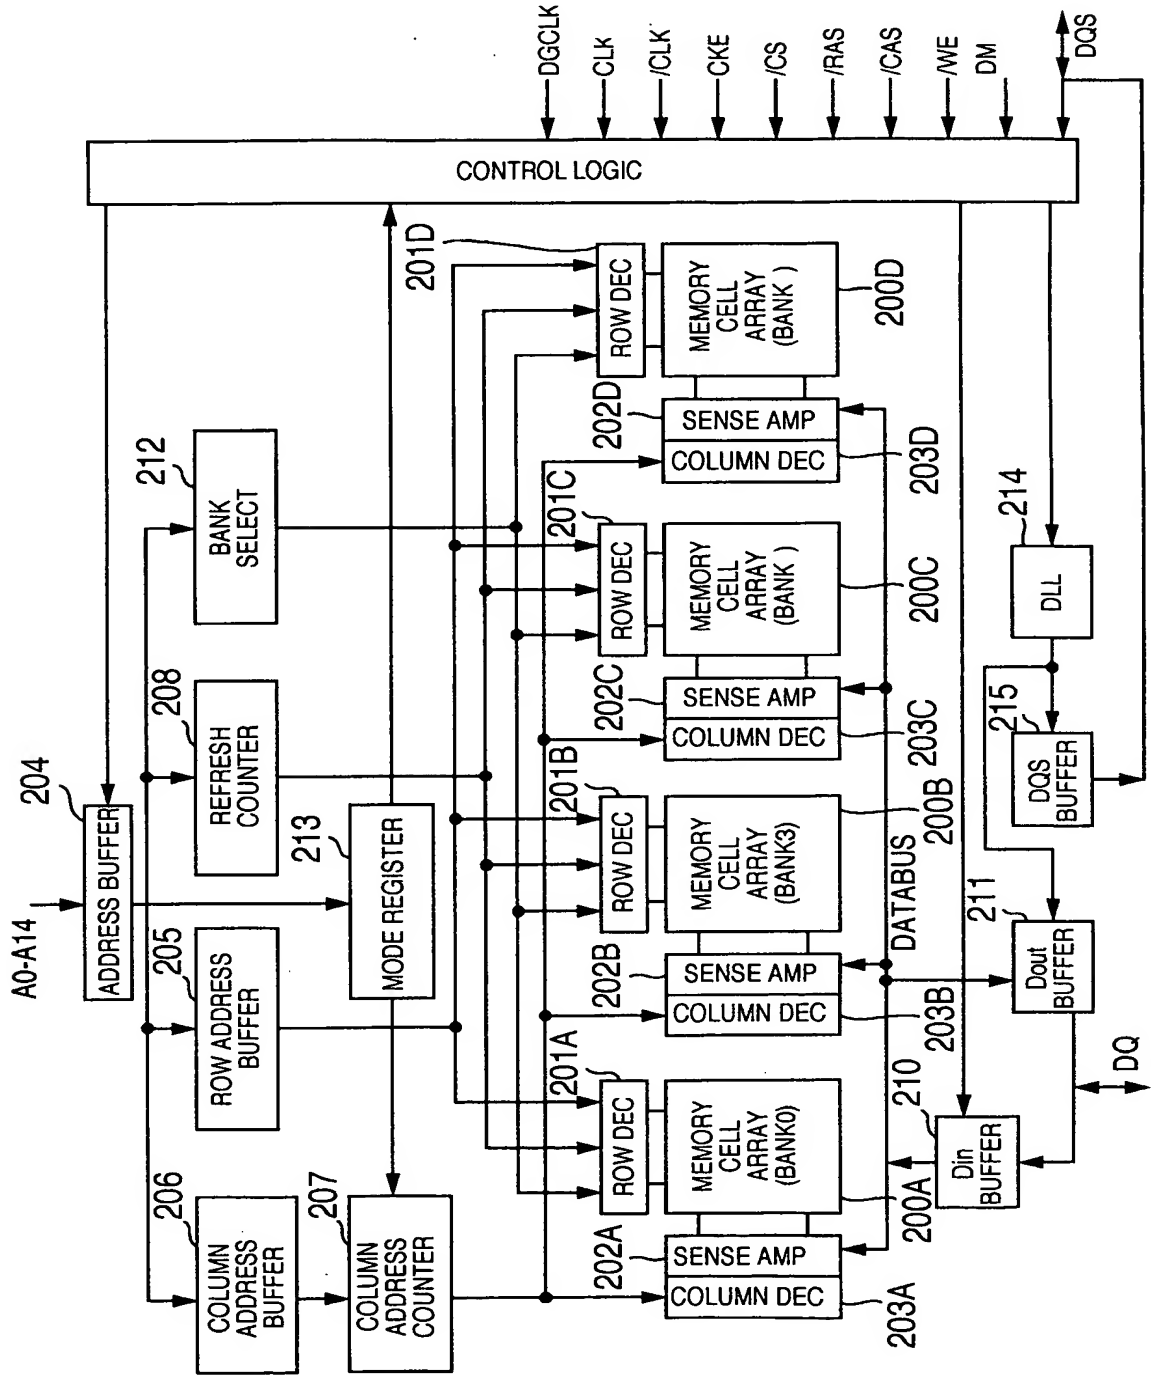 A0-A14
204
ADDRESS BUFFER
206
COLUMN
ADDRESS
BUFFER
205
ROW ADDRESS
BUFFER
208
REFRESH
COUNTER
212
BANK
SELECT
207
COLUMN
ADDRESS
COUNTER
213
MODE REGISTER
CONTROL LOGIC
DGCLK
CLK
/CLK
CKE
/CS
/RAS
/CAS
/WE
DM
DQS
201A
ROW DEC
MEMORY
CELL
ARRAY
(BANK0)
200A
202A
SENSE AMP
COLUMN DEC
203A
201B
ROW DEC
MEMORY
CELL
ARRAY
(BANK3)
200B
202B
SENSE AMP
COLUMN DEC
203B
201C
ROW DEC
MEMORY
CELL
ARRAY
(BANK )
200C
202C
SENSE AMP
COLUMN DEC
203C
201D
ROW DEC
MEMORY
CELL
ARRAY
(BANK )
200D
202D
SENSE AMP
COLUMN DEC
203D
DATABUS
210
Din
BUFFER
211
Dout
BUFFER
DQ
215
DQS
BUFFER
214
DLL